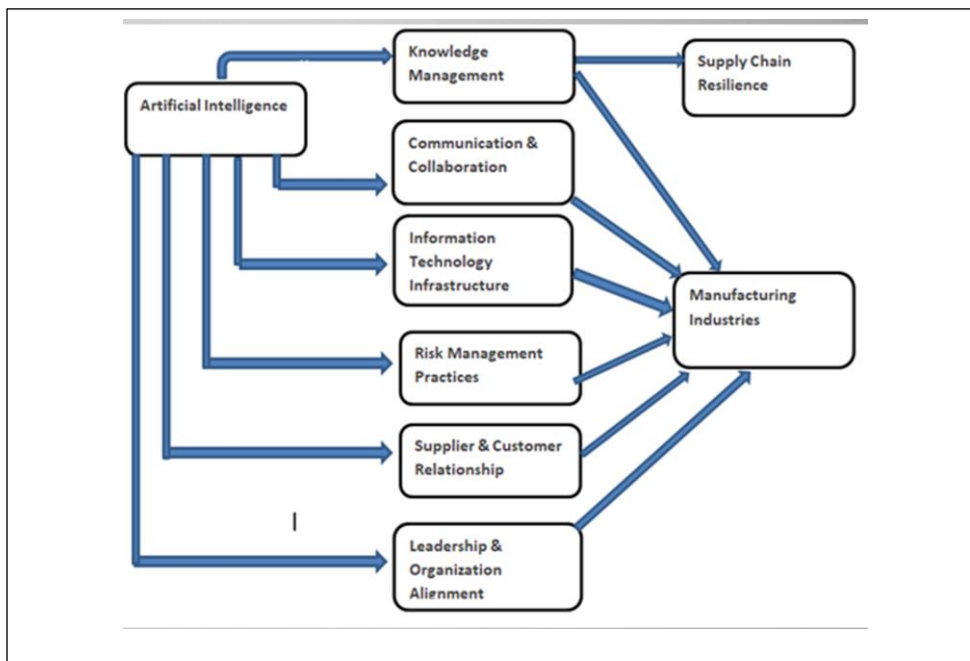 Knowledge
Management
Supply Chain
Resilience
Artificial Intelligence
Communication &
Collaboration
Information
Technology
Infrastructure
Manufacturing
Industries
Risk Management
Practices
Supplier & Customer
Relationship
Leadership &
Organization
Alignment